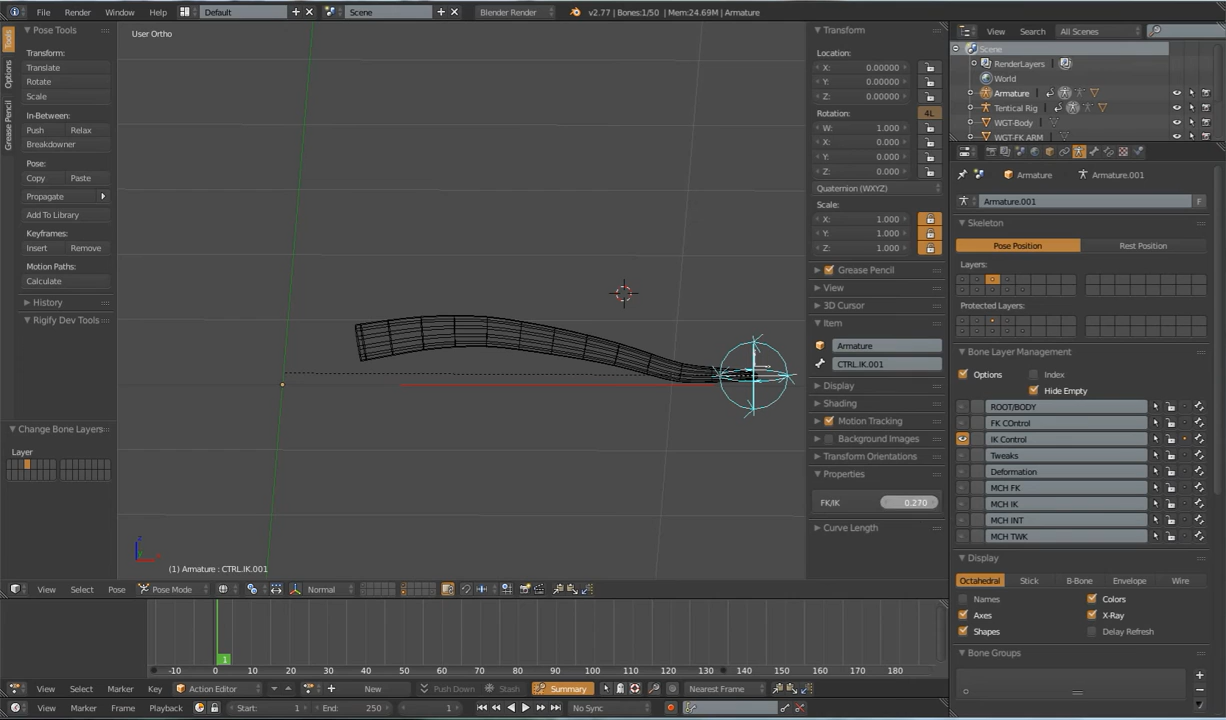 File Render Window Help Default Scene Blender Render v2.77 | Bones:1/50 | Mem:24.69M | Armature
Tools
Options
Grease Pencil
Pose Tools
Transform:
Translate
Rotate
Scale
In-Between:
Push Relax
Breakdowner
Pose:
Copy Paste
Propagate
Add To Library
Keyframes:
Insert Remove
Motion Paths:
Calculate
History
Rigify Dev Tools
Change Bone Layers
Layer
User Ortho
(1) Armature : CTRL.IK.001
Transform
Location:
X: 0.00000
Y: 0.00000
Z: 0.00000
Rotation: 4L
W: 1.000
X: 0.000
Y: 0.000
Z: 0.000
Quaternion (WXYZ)
Scale:
X: 1.000
Y: 1.000
Z: 1.000
Grease Pencil
View
3D Cursor
Item
Armature
CTRL.IK.001
Display
Shading
Motion Tracking
Background Images
Transform Orientations
Properties
FK/IK 0.270
Curve Length
View Search All Scenes
Scene
RenderLayers
World
Armature
Tentical Rig
WGT-Body
WGT-FK ARM
Armature Armature.001
Armature.001 F
Skeleton
Pose Position Rest Position
Layers:
Protected Layers:
Bone Layer Management
Options Index
Hide Empty
ROOT/BODY
FK COntrol
IK Control
Tweaks
Deformation
MCH FK
MCH IK
MCH INT
MCH TWK
Display
Octahedral Stick B-Bone Envelope Wire
Names Colors
Axes X-Ray
Shapes Delay Refresh
Bone Groups
View Select Pose Pose Mode Normal
1
-10 0 10 20 30 40 50 60 70 80 90 100 110 120 130 140 150 160 170 180
View Select Marker Key Action Editor New Push Down Stash Summary Nearest Frame
View Marker Frame Playback Start: 1 End: 250 1 No Sync